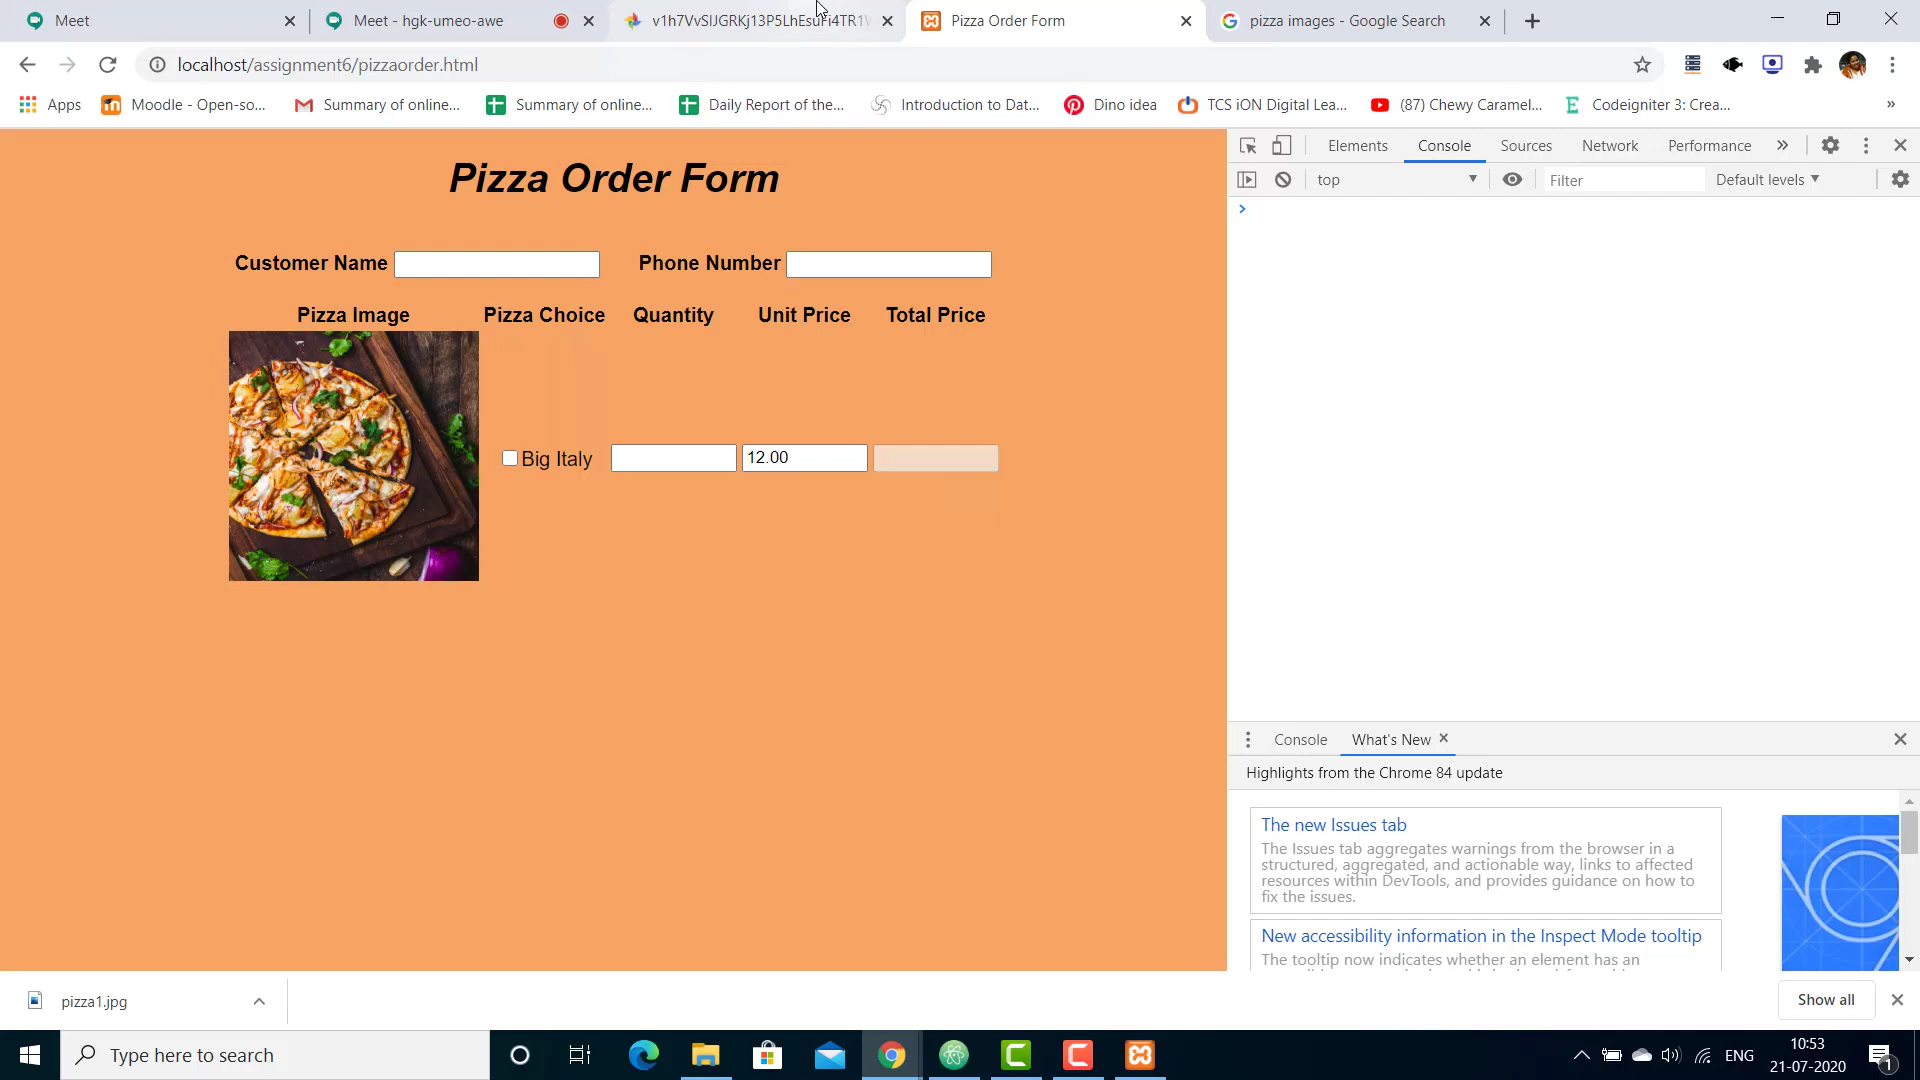 Meet
Meet - hgk-umeo-awe
Pizza Order Form
pizza images - Google Search
localhost/assignment6/pizzaorder.html
Apps
Moodle - Open-so...
Summary of online...
Summary of online...
Daily Report of the...
Introduction to Dat...
Dino idea
TCS iON Digital Lea...
(87) Chewy Caramel...
Codeigniter 3: Crea...
»
Pizza Order Form
Customer Name
Phone Number
Pizza Image
Pizza Choice
Quantity
Unit Price
Total Price
Big Italy
12.00
Elements
Console
Sources
Network
Performance
»
top
Filter
Default levels
Console
What's New
Highlights from the Chrome 84 update
The new Issues tab
The Issues tab aggregates warnings from the browser in a
structured, aggregated, and actionable way, links to affected
resources within DevTools, and provides guidance on how to
fix the issues.
New accessibility information in the Inspect Mode tooltip
The tooltip now indicates whether an element has an
pizza1.jpg
Show all
Type here to search
ENG
10:53
21-07-2020
1